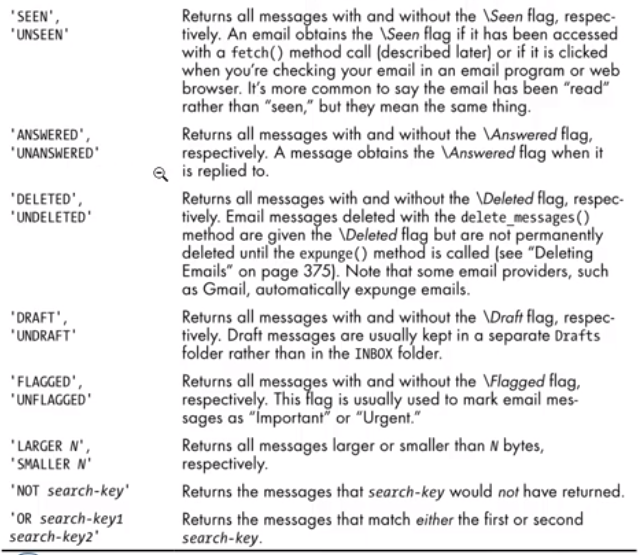 'SEEN', Returns all messages with and without the \Seen flag, respec-
'UNSEEN' tively. An email obtains the \Seen flag if it has been accessed
with a fetch() method call (described later) or if it is clicked
when you're checking your email in an email program or web
browser. It's more common to say the email has been “read”
rather than “seen,” but they mean the same thing.
'ANSWERED', Returns all messages with and without the \Answered flag,
'UNANSWERED' respectively. A message obtains the \Answered flag when it
is replied to.
'DELETED', Returns all messages with and without the \Deleted flag, respec-
'UNDELETED' tively. Email messages deleted with the delete_messages()
method are given the \Deleted flag but are not permanently
deleted until the expunge() method is called (see “Deleting
Emails” on page 375). Note that some email providers, such
as Gmail, automatically expunge emails.
'DRAFT', Returns all messages with and without the \Draft flag, respec-
'UNDRAFT' tively. Draft messages are usually kept in a separate Drafts
folder rather than in the INBOX folder.
'FLAGGED', Returns all messages with and without the \Flagged flag,
'UNFLAGGED' respectively. This flag is usually used to mark email mes-
sages as “Important” or “Urgent.”
'LARGER N', Returns all messages larger or smaller than N bytes,
'SMALLER N' respectively.
'NOT search-key' Returns the messages that search-key would not have returned.
'OR search-key1 Returns the messages that match either the first or second
search-key2' search-key.